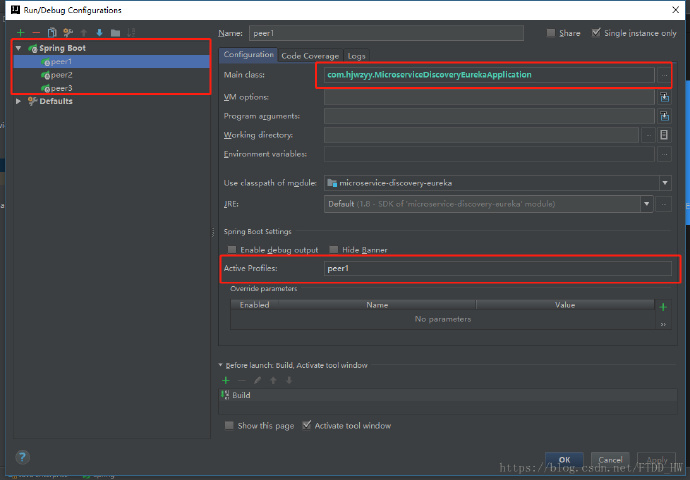 Run/Debug Configurations
Name: peer1
Share
Single instance only
Spring Boot
peer1
peer2
peer3
Defaults
Configuration Code Coverage Logs
Main class: com.hjwzyy.MicroserviceDiscoveryEurekaApplication
VM options:
Program arguments:
Working directory:
Environment variables:
Use classpath of module: microservice-discovery-eureka
JRE: Default (1.8 - SDK of 'microservice-discovery-eureka' module)
Spring Boot Settings
Enable debug output Hide Banner
Active Profiles: peer1
Override parameters
Enabled Name Value
No parameters
Before launch: Build, Activate tool window
Build
Show this page Activate tool window
OK Cancel Apply
https://blog.csdn.net/FTDD_HW